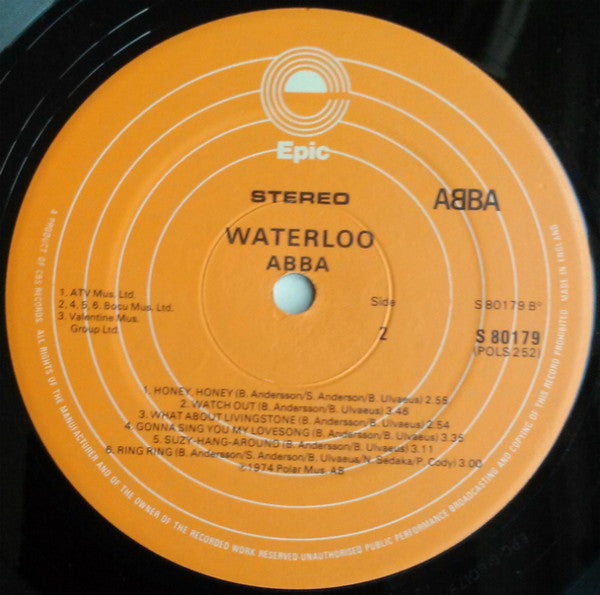 Epic
STEREO
ABBA
WATERLOO
ABBA
1. ATV Mus. Ltd.
2, 4, 5, 6. Bocu Mus. Ltd.
3. Valentine Mus.
Group Ltd.
Side
2
S 80179 B°
S 80179
(POLS 252)
1. HONEY, HONEY (B. Andersson/S. Anderson/B. Ulvaeus) 2.55
2. WATCH OUT (B. Andersson/B. Ulvaeus) 3.46
3. WHAT ABOUT LIVINGSTONE (B. Andersson/B. Ulvaeus) 2.54
4. GONNA SING YOU MY LOVESONG (B. Andersson/B. Ulvaeus) 3.35
5. SUZY-HANG-AROUND (B. Andersson/B. Ulvaeus) 3.11
6. RING RING (B. Andersson/S. Anderson/B. Ulvaeus/N. Sedaka/P. Cody) 3.00
℗1974 Polar Mus. AB
A PRODUCT OF CBS RECORDS ALL RIGHTS OF THE MANUFACTURER AND OF THE OWNER OF THE RECORDED WORK RESERVED-UNAUTHORISED PUBLIC PERFORMANCE BROADCASTING AND COPYING OF THIS RECORD PROHIBITED MADE IN ENGLAND